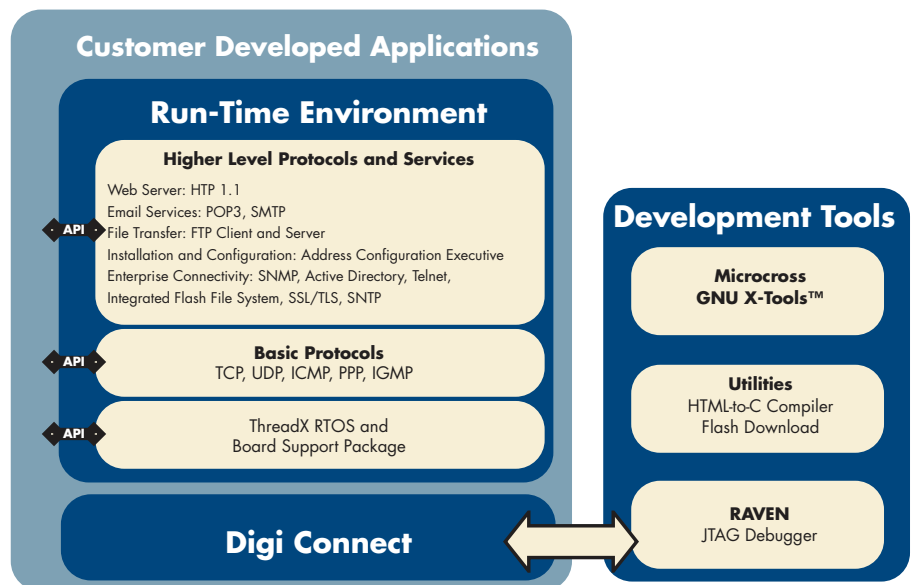 Customer Developed Applications
Run-Time Environment
Higher Level Protocols and Services
Web Server: HTP 1.1
Email Services: POP3, SMTP
API
File Transfer: FTP Client and Server
Installation and Configuration: Address Configuration Executive
Enterprise Connectivity: SNMP, Active Directory, Telnet,
Integrated Flash File System, SSL/TLS, SNTP
API
Basic Protocols
TCP, UDP, ICMP, PPP, IGMP
API
ThreadX RTOS and
Board Support Package
Digi Connect
Development Tools
Microcross
GNU X-Tools™
Utilities
HTML-to-C Compiler
Flash Download
RAVEN
JTAG Debugger